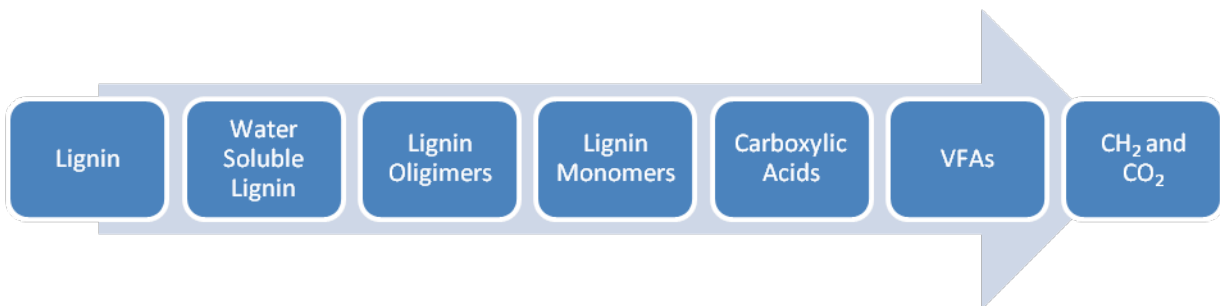 Lignin
Water
Soluble
Lignin
Lignin
Oligimers
Lignin
Monomers
Carboxylic
Acids
VFAs
CH₂ and
CO₂